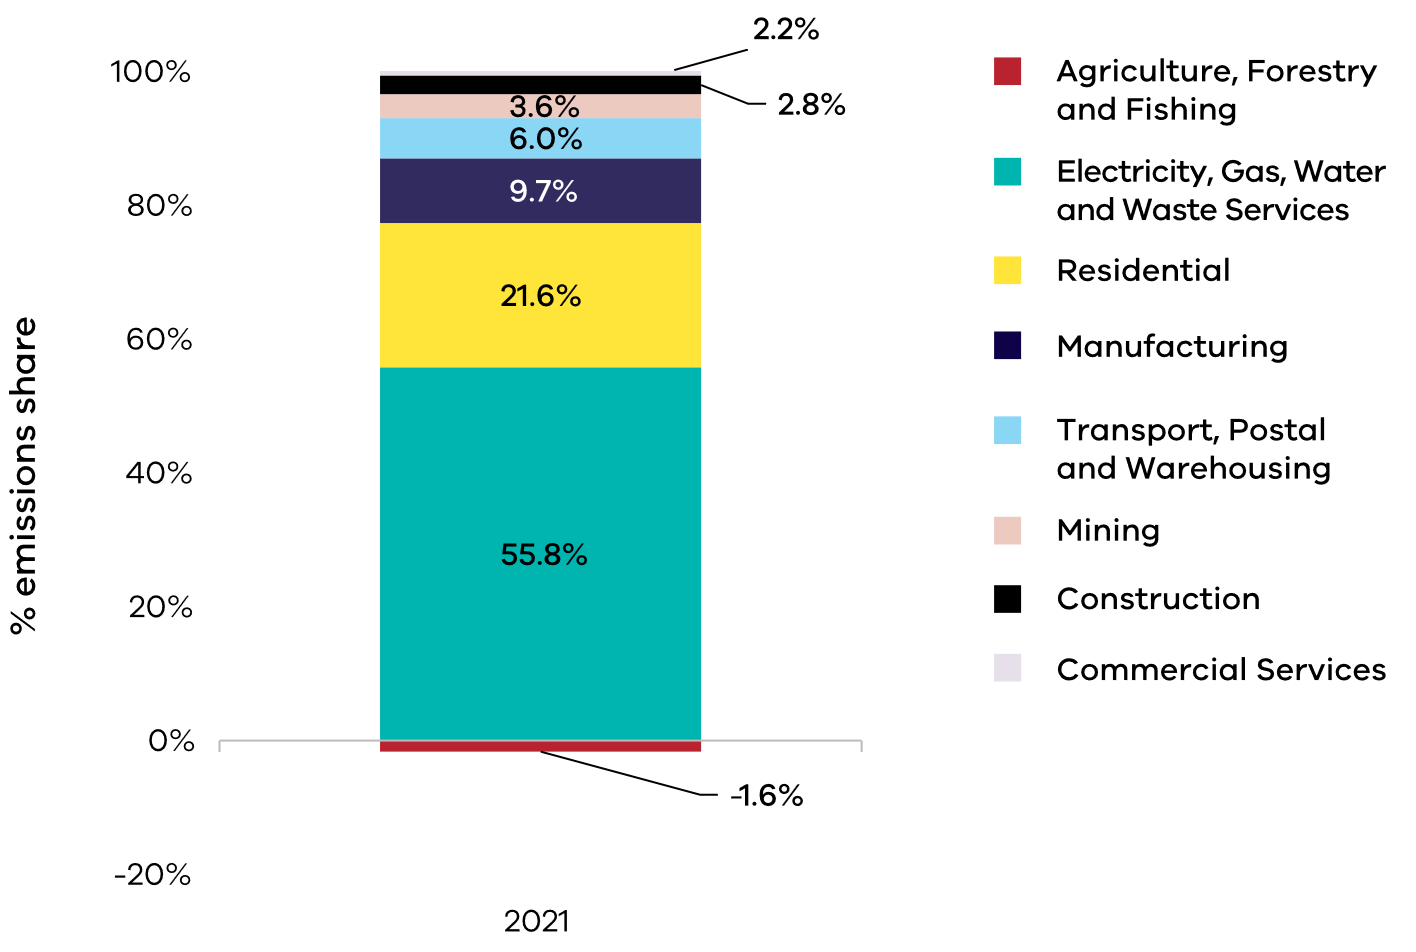 2.2%
100%
2.8%
3.6%
6.0%
9.7%
80%
21.6%
60%
% emissions share
40%
55.8%
20%
0%
-1.6%
-20%
2021
Agriculture, Forestry
and Fishing
Electricity, Gas, Water
and Waste Services
Residential
Manufacturing
Transport, Postal
and Warehousing
Mining
Construction
Commercial Services